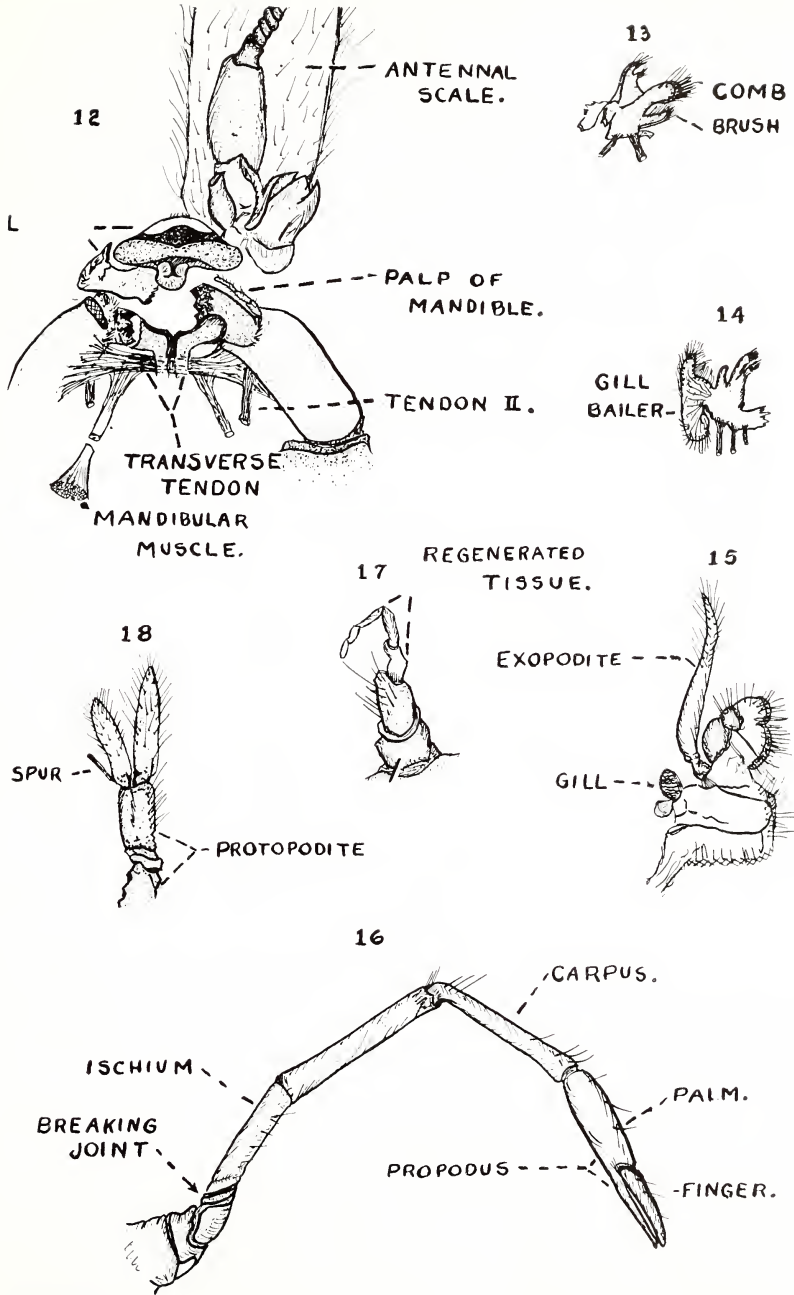 12
ANTENNAL
SCALE.
13
COMB
BRUSH
L
PALP OF
MANDIBLE.
14
GILL
BAILER-
TENDON II.
TRANSVERSE
TENDON
MANDIBULAR
MUSCLE.
17
REGENERATED
TISSUE.
15
EXOPODITE
GILL
18
SPUR
PROTOPODITE
16
CARPUS.
ISCHIUM
PALM.
BREAKING
JOINT
PROPODUS
-FINGER.